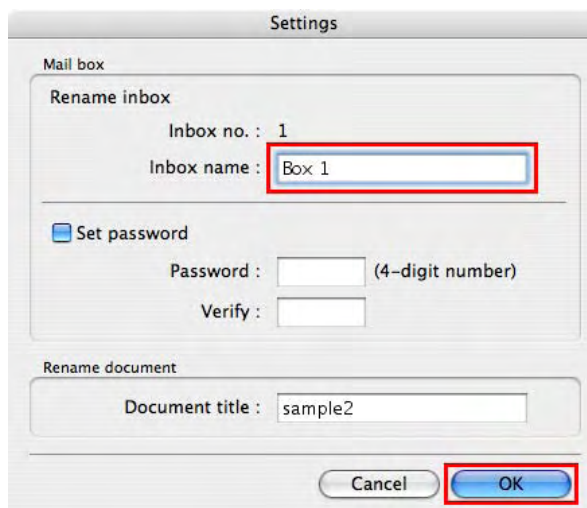 Settings
Mail box
Rename inbox
Inbox no. : 1
Inbox name : Box 1
Set password
Password : (4-digit number)
Verify :
Rename document
Document title : sample2
Cancel OK